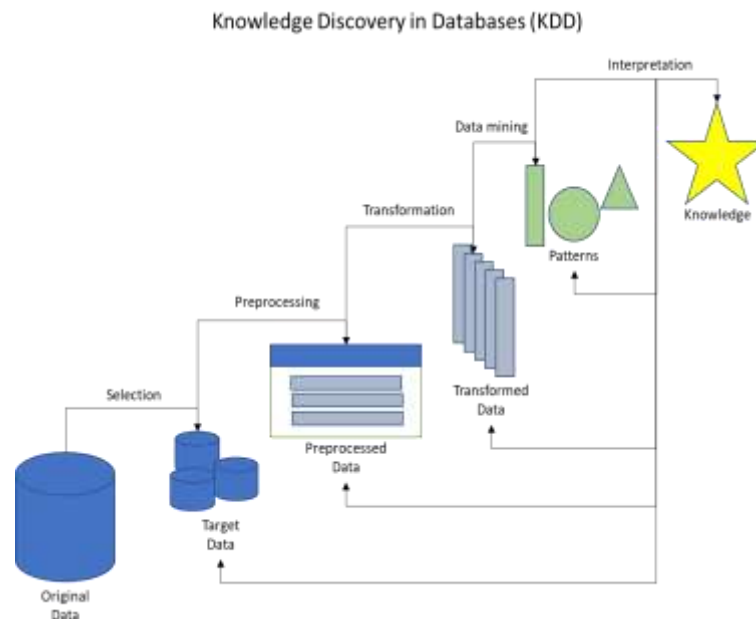 Knowledge Discovery in Databases (KDD)
Interpretation
Data mining
Knowledge
Transformation
Patterns
Preprocessing
Transformed
Data
Selection
Preprocessed
Data
Target
Data
Original
Data